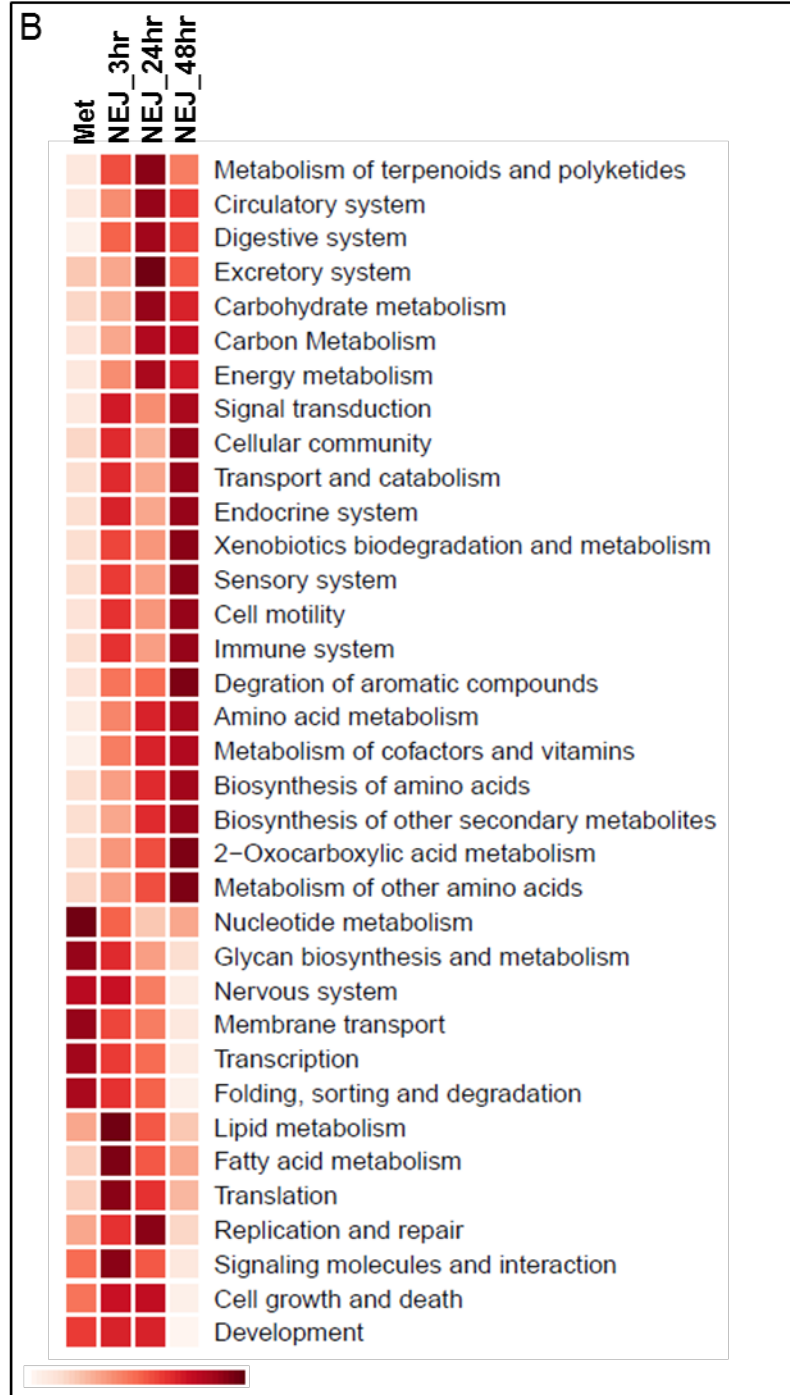 B
Met
NEJ_3hr
NEJ_24hr
NEJ_48hr
Metabolism of terpenoids and polyketides
Circulatory system
Digestive system
Excretory system
Carbohydrate metabolism
Carbon Metabolism
Energy metabolism
Signal transduction
Cellular community
Transport and catabolism
Endocrine system
Xenobiotics biodegradation and metabolism
Sensory system
Cell motility
Immune system
Degration of aromatic compounds
Amino acid metabolism
Metabolism of cofactors and vitamins
Biosynthesis of amino acids
Biosynthesis of other secondary metabolites
2−Oxocarboxylic acid metabolism
Metabolism of other amino acids
Nucleotide metabolism
Glycan biosynthesis and metabolism
Nervous system
Membrane transport
Transcription
Folding, sorting and degradation
Lipid metabolism
Fatty acid metabolism
Translation
Replication and repair
Signaling molecules and interaction
Cell growth and death
Development